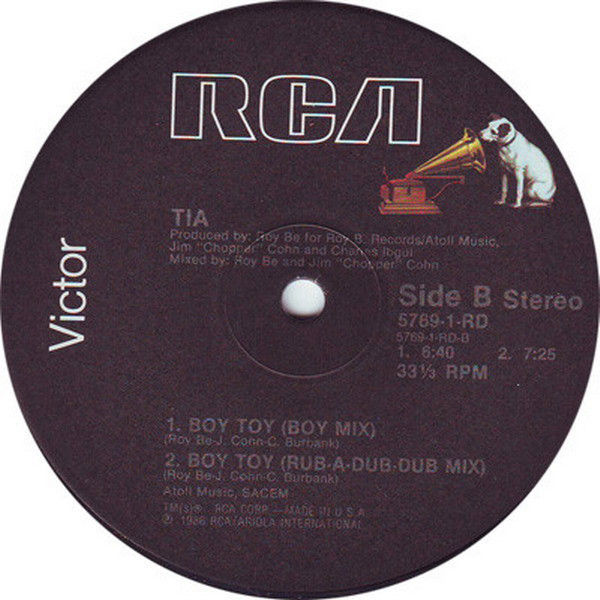 RCA
Victor
TIA
Produced by: Roy Be for Roy B. Records/Atoll Music,
Jim "Chopper" Cohn and Charles Ibgui
Mixed by: Roy Be and Jim "Chopper" Cohn
Side B Stereo
5769-1-RD
5769-1-RD-B
1. 6:40 2. 7:25
33⅓ RPM
1. BOY TOY (BOY MIX)
(Roy Be-J. Cohn-C. Burbank)
2. BOY TOY (RUB-A-DUB-DUB MIX)
(Roy Be-J. Cohn-C. Burbank)
Atoll Music, SACEM
TM(s)® RCA CORP.—MADE IN U.S.A.
℗ 1986 RCA/ARIOLA INTERNATIONAL